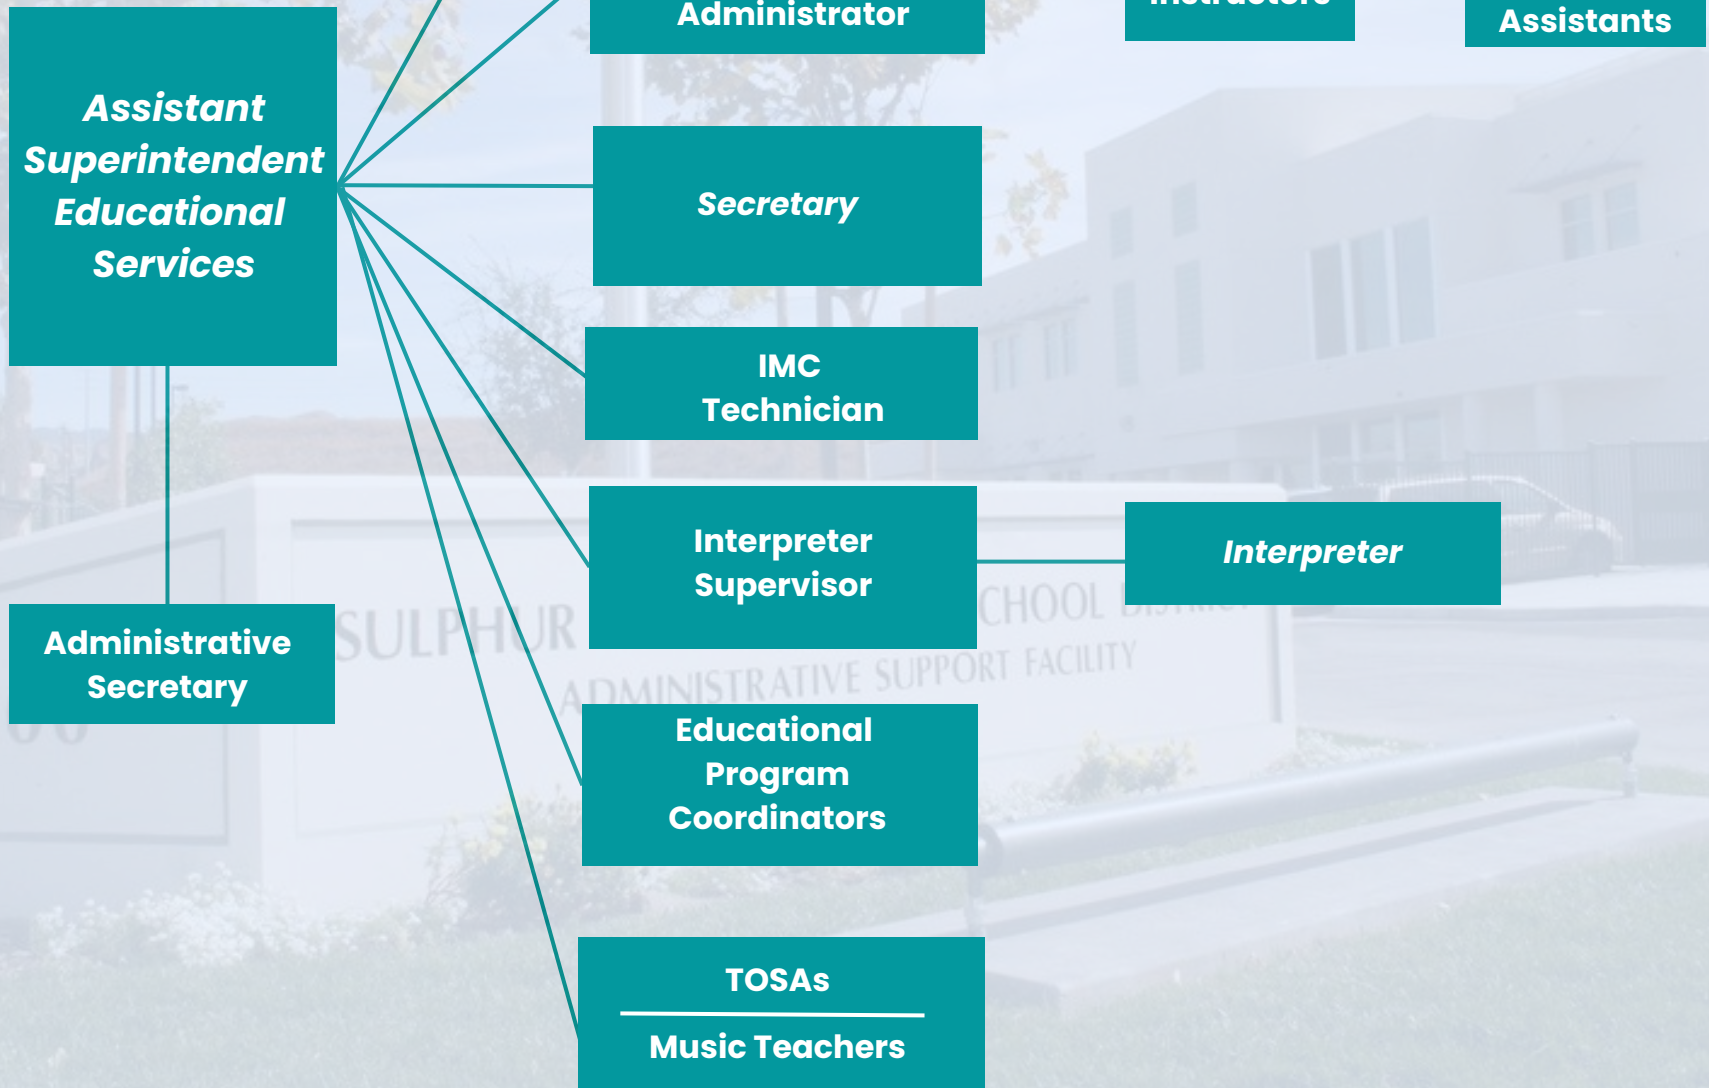 Administrator
Assistants
Assistant
Superintendent
Educational
Services
Secretary
IMC
Technician
Interpreter
Supervisor
Interpreter
SULPHUR
ADMINISTRATIVE SUPPORT FACILITY
Administrative
Secretary
Educational
Program
Coordinators
TOSAs
Music Teachers